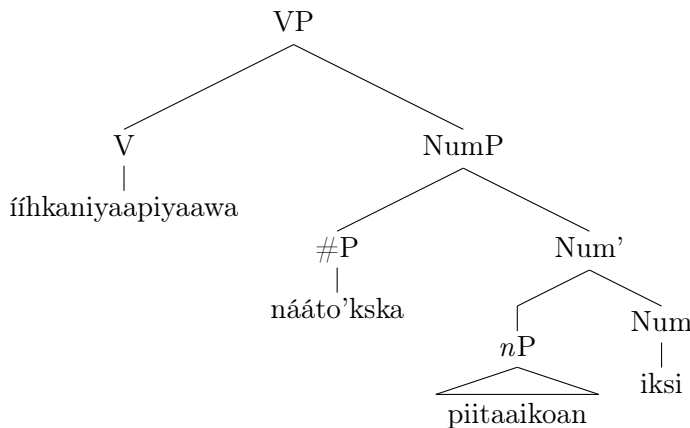 VP
V NumP
ííhkaniyaapiyaawa
#P Num'
nááto'kska
nP Num
piitaaikoan iksi